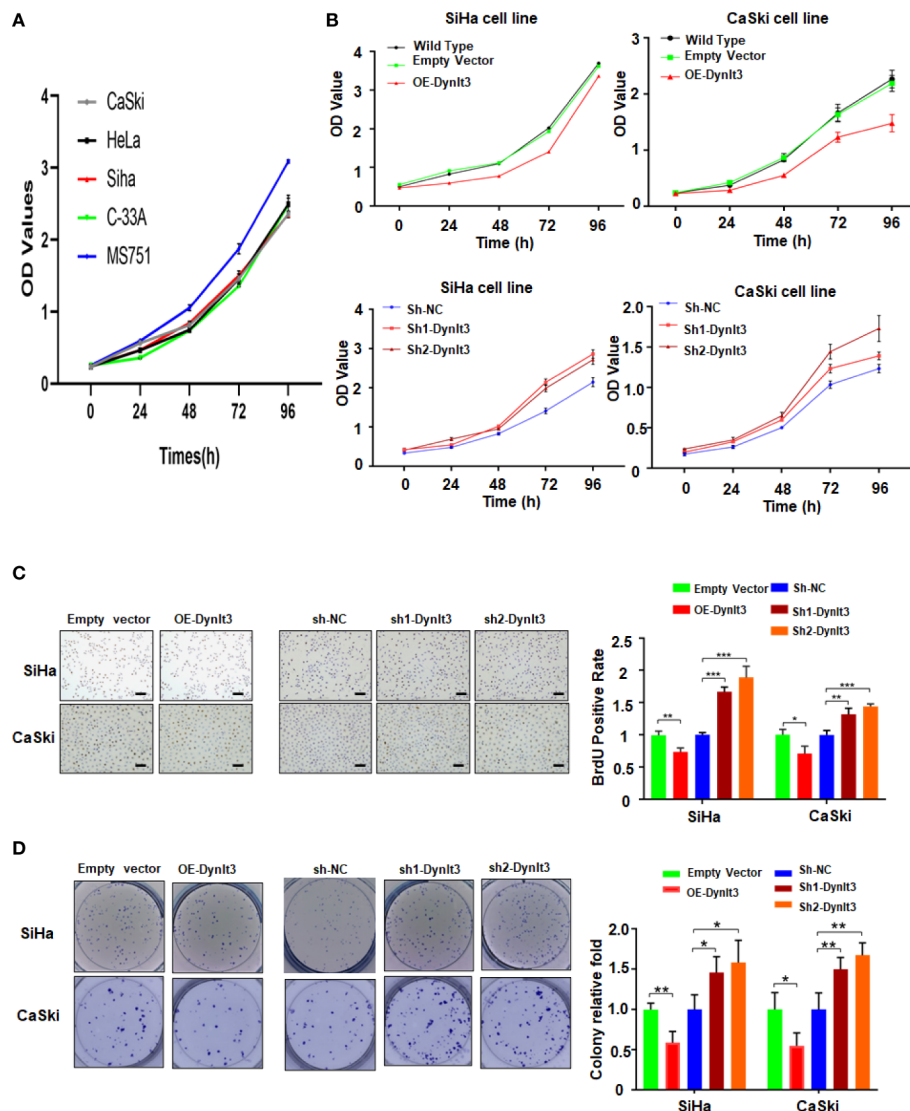 A
OD Values
4
3
2
1
0
CaSki
HeLa
Siha
C-33A
MS751
0 24 48 72 96
Times(h)
B
SiHa cell line
OD Value
4
3
2
1
0
Wild Type
Empty Vector
OE-Dynlt3
0 24 48 72 96
Time (h)
CaSki cell line
OD Value
3
2
1
0
Wild Type
Empty Vector
OE-Dynlt3
0 24 48 72 96
Time (h)
SiHa cell line
OD Value
4
3
2
1
0
Sh-NC
Sh1-Dynlt3
Sh2-Dynlt3
0 24 48 72 96
Time (h)
CaSki cell line
OD Value
2.0
1.5
1.0
0.5
0
Sh-NC
Sh1-Dynlt3
Sh2-Dynlt3
0 24 48 72 96
Time (h)
C
Empty vector OE-Dynlt3 sh-NC sh1-Dynlt3 sh2-Dynlt3
SiHa
CaSki
Empty Vector Sh-NC
OE-Dynlt3 Sh1-Dynlt3
Sh2-Dynlt3
BrdU Positive Rate
2.5
2
1.5
1
0.5
0
** *** *** * ** ***
SiHa CaSki
D
Empty vector OE-Dynlt3 sh-NC sh1-Dynlt3 sh2-Dynlt3
SiHa
CaSki
Empty Vector Sh-NC
OE-Dynlt3 Sh1-Dynlt3
Sh2-Dynlt3
Colony relative fold
2.0
1.5
1.0
0.5
0
** * * * ** **
SiHa CaSki